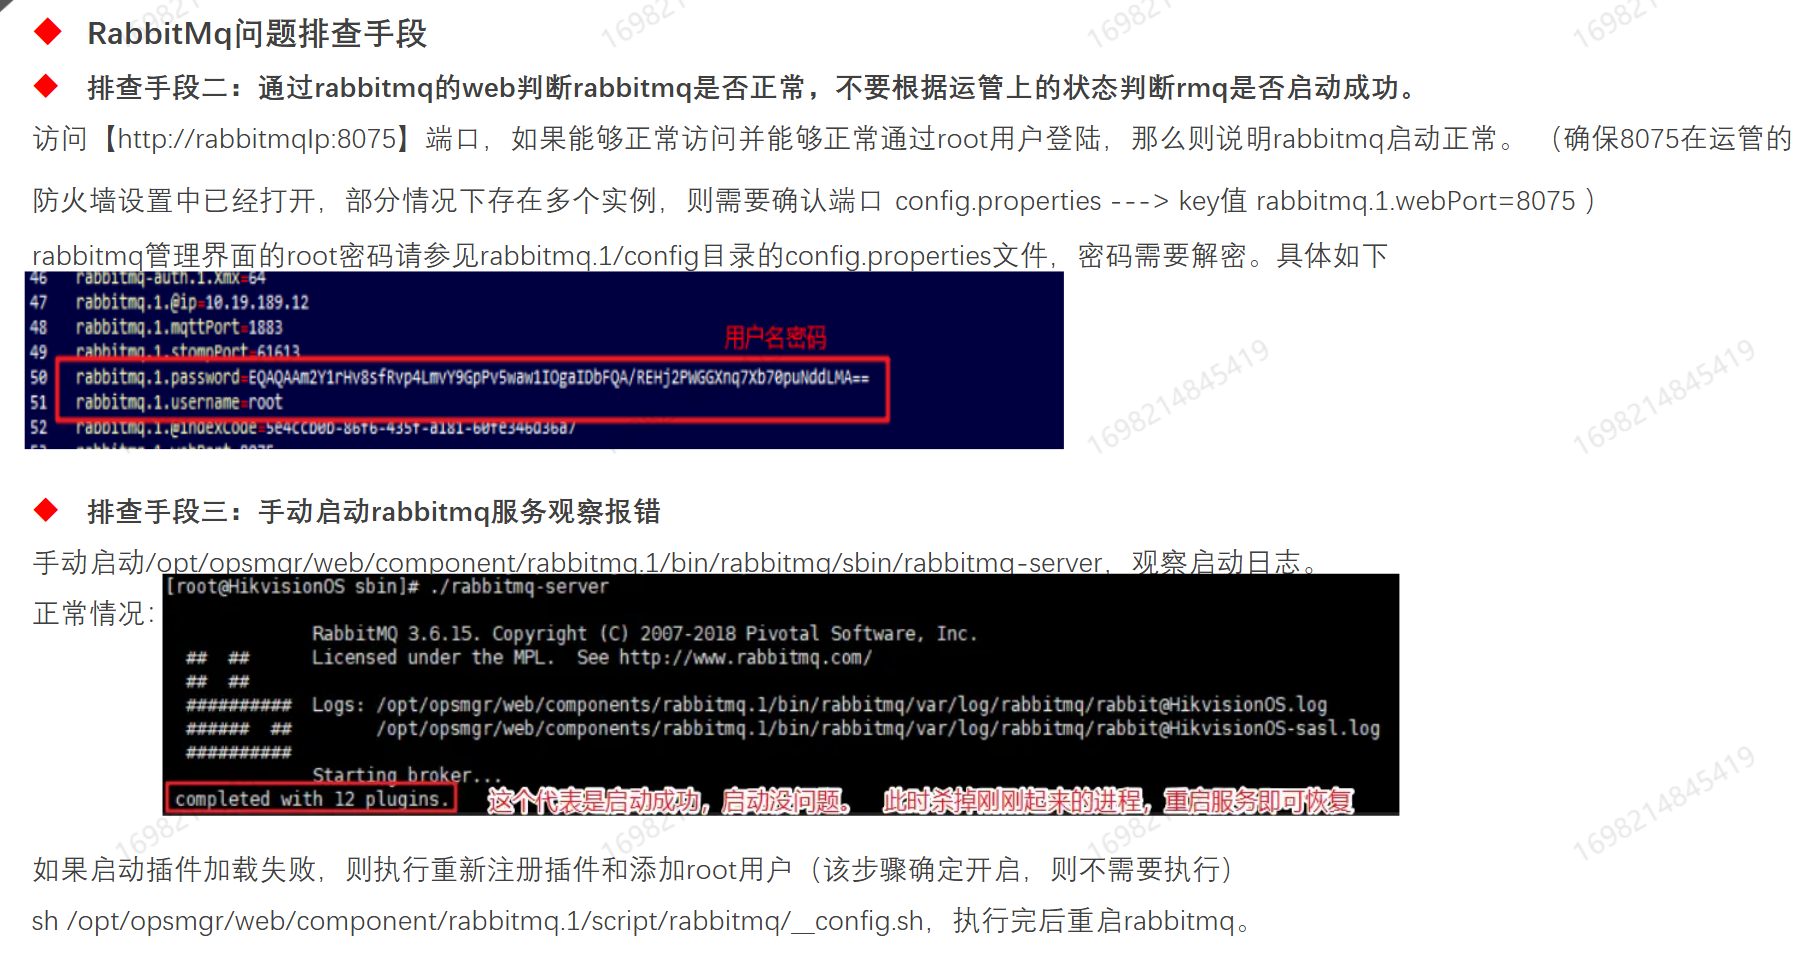 RabbitMq问题排查手段
排查手段二：通过rabbitmq的web判断rabbitmq是否正常，不要根据运管上的状态判断rmq是否启动成功。
访问【http://rabbitmqIp:8075】端口，如果能够正常访问并能够正常通过root用户登陆，那么则说明rabbitmq启动正常。（确保8075在运管的
防火墙设置中已经打开，部分情况下存在多个实例，则需要确认端口 config.properties ---> key值 rabbitmq.1.webPort=8075 ）
rabbitmq管理界面的root密码请参见rabbitmq.1/config目录的config.properties文件，密码需要解密。具体如下
46 rabbitmq-auth.1.Xmx=64
47 rabbitmq.1.@ip=10.19.189.12
48 rabbitmq.1.mqttPort=1883
用户名密码
49 rabbitmq.1.stompPort=61613
50 rabbitmq.1.password=EQAQAAm2Y1rHv8sfRvp4LmvY9GpPv5waw1IOgaIDbFQA/REHj2PWGGXnq7Xb70puNddLMA==
51 rabbitmq.1.username=root
52 rabbitmq.1.@indexCode=5e4ccb0b-86f6-435f-a181-60fe346d36a7
53 rabbitmq.1.webPort=8075
排查手段三：手动启动rabbitmq服务观察报错
手动启动/opt/opsmgr/web/component/rabbitmq.1/bin/rabbitmq/sbin/rabbitmq-server，观察启动日志。
正常情况：
[root@HikvisionOS sbin]# ./rabbitmq-server
RabbitMQ 3.6.15. Copyright (C) 2007-2018 Pivotal Software, Inc.
## ## Licensed under the MPL. See http://www.rabbitmq.com/
## ##
########## Logs: /opt/opsmgr/web/components/rabbitmq.1/bin/rabbitmq/var/log/rabbitmq/rabbit@HikvisionOS.log
###### ## /opt/opsmgr/web/components/rabbitmq.1/bin/rabbitmq/var/log/rabbitmq/rabbit@HikvisionOS-sasl.log
##########
Starting broker...
completed with 12 plugins. 这个代表是启动成功，启动没问题。 此时杀掉刚刚起来的进程，重启服务即可恢复
如果启动插件加载失败，则执行重新注册插件和添加root用户（该步骤确定开启，则不需要执行）
sh /opt/opsmgr/web/component/rabbitmq.1/script/rabbitmq/__config.sh，执行完后重启rabbitmq。
1698214845419
1698214845419
1698214845419